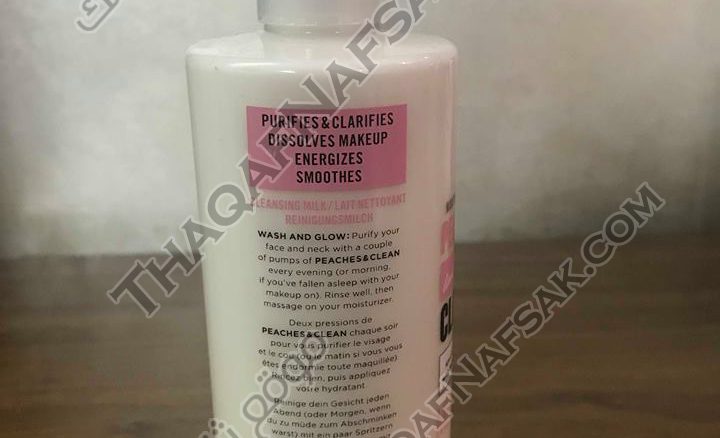 PURIFIES & CLARIFIES
DISSOLVES MAKEUP
ENERGIZES
SMOOTHES
CLEANSING MILK / LAIT NETTOYANT
REINIGUNGSMILCH
WASH AND GLOW: Purify your
face and neck with a couple
of pumps of PEACHES&CLEAN
every evening (or morning,
if you've fallen asleep with your
makeup on). Rinse well, then
massage on your moisturizer.
Deux pressions de
PEACHES&CLEAN chaque soir
pour vous purifier le visage
et le cou (ou le matin si vous vous
êtes endormie toute maquillée)
Rincez bien, puis appliquez
votre hydratant
Reinige dein Gesicht jeden
Abend (oder Morgen, wenn
du zu müde zum Abschminken
warst) mit ein paar Spritzern
THAQAFNAFSAK.COM
THAQAFNAFSAK.COM